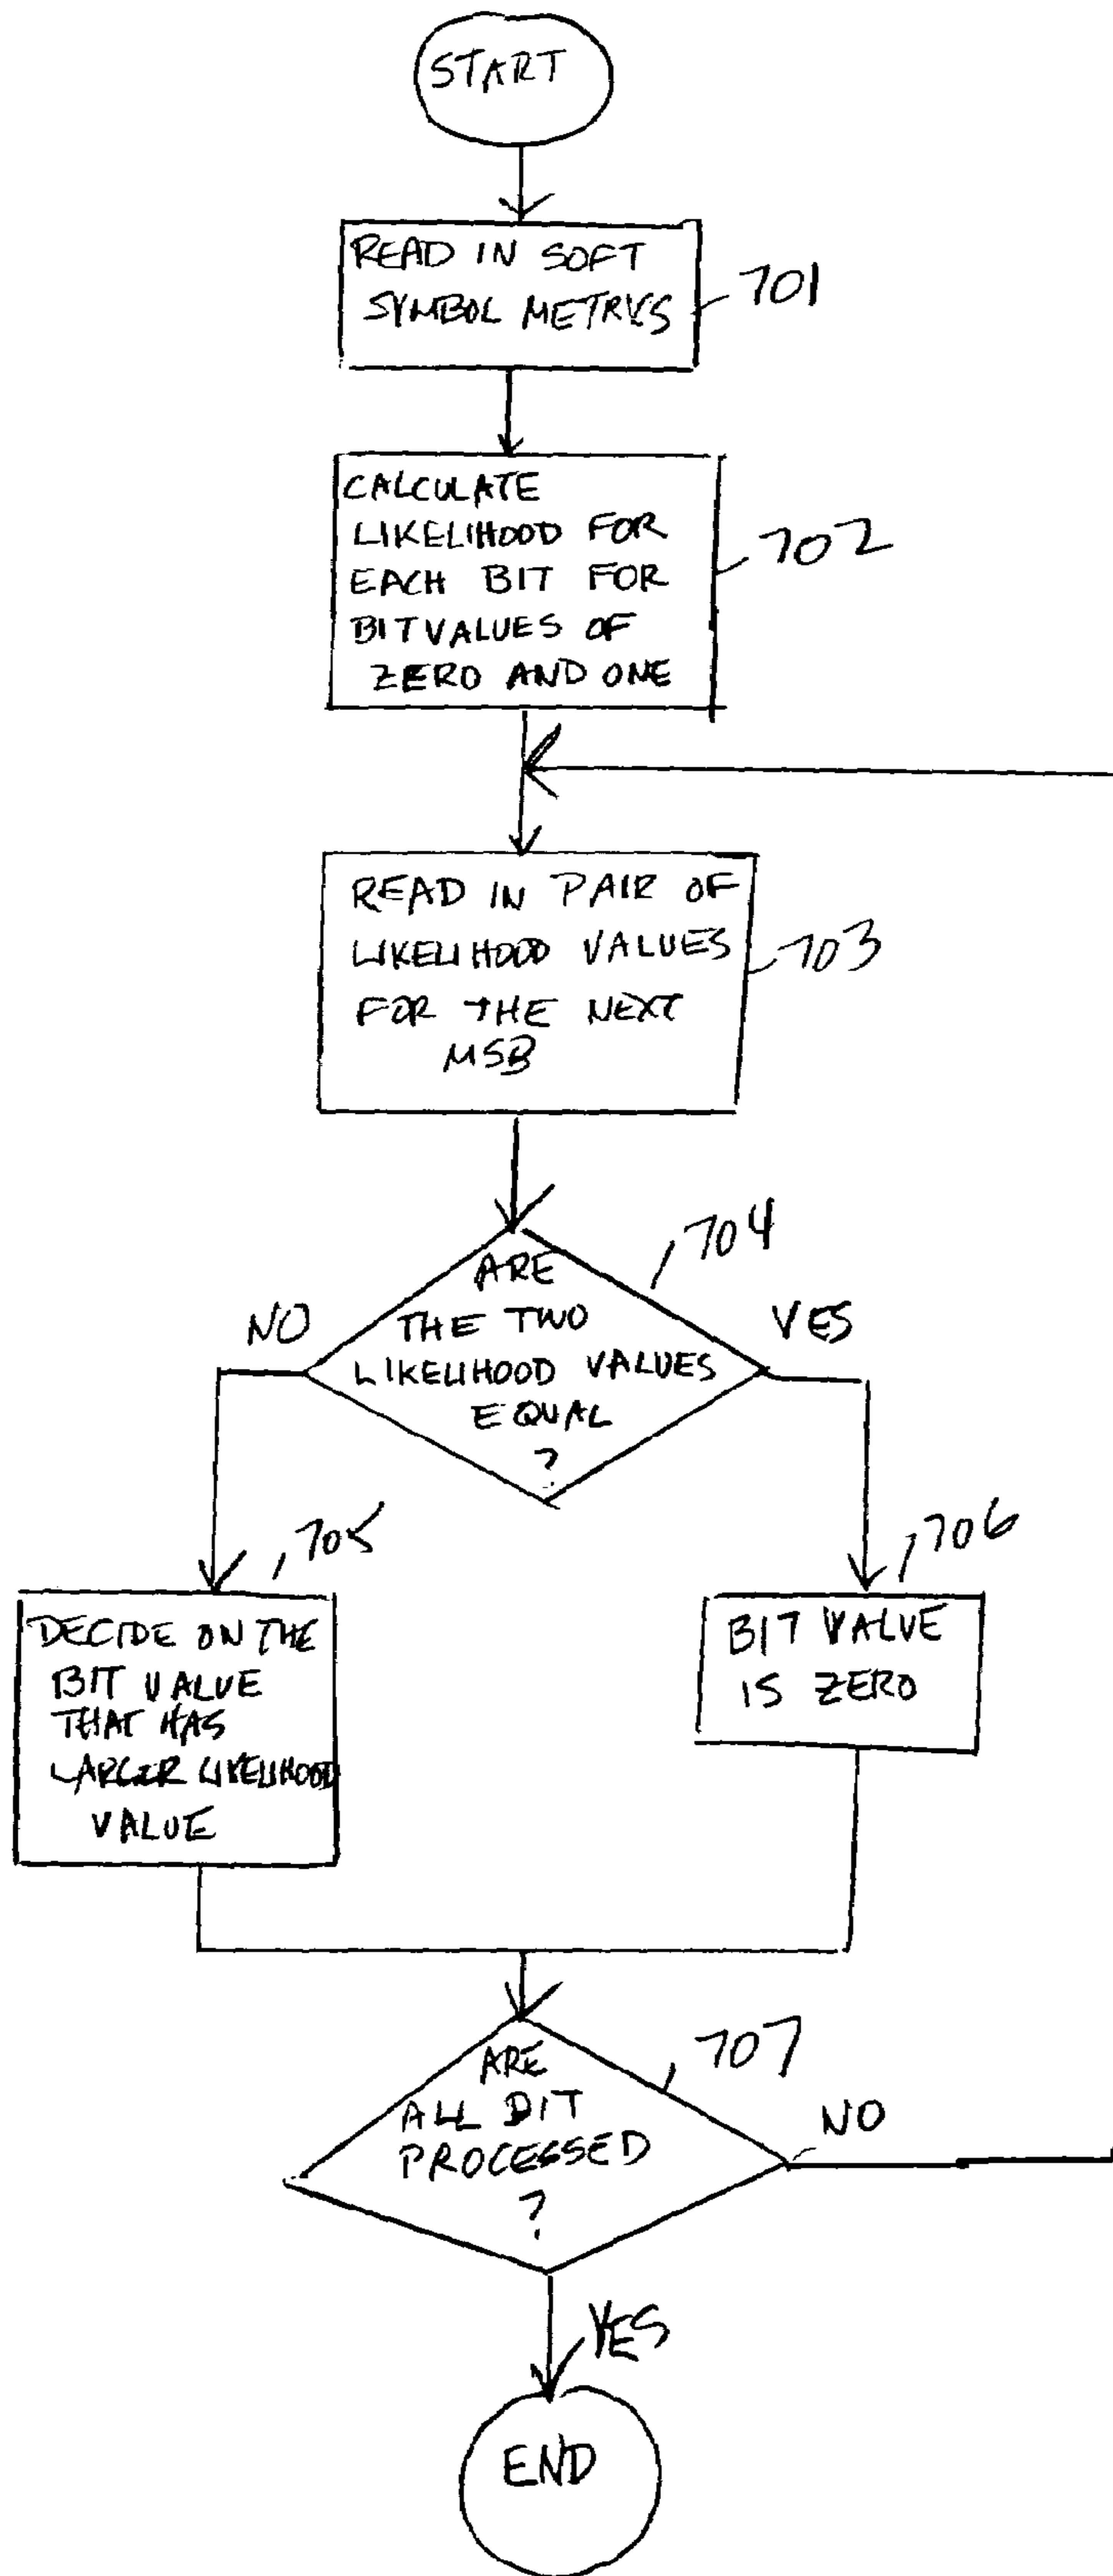 START
READ IN SOFT
SYMBOL METRICS
701
CALCULATE
LIKELIHOOD FOR
EACH BIT FOR
BIT VALUES OF
ZERO AND ONE
702
READ IN PAIR OF
LIKELIHOOD VALUES
FOR THE NEXT
MSB
703
704
ARE
THE TWO
LIKELIHOOD VALUES
EQUAL
?
NO
YES
705
DECIDE ON THE
BIT VALUE
THAT HAS
LARGER LIKELIHOOD
VALUE
706
BIT VALUE
IS ZERO
707
ARE
ALL BIT
PROCESSED
?
NO
YES
END